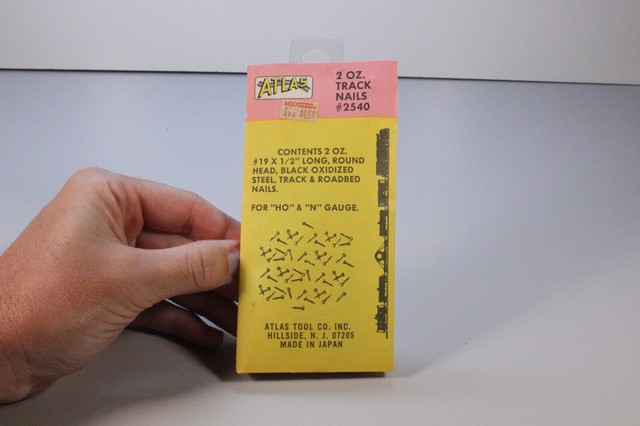 ATLAS
2 OZ.
TRACK
NAILS
#2540
CONTENTS 2 OZ.
#19 X 1/2" LONG, ROUND
HEAD, BLACK OXIDIZED
STEEL, TRACK & ROADBED
NAILS.
FOR "HO" & "N" GAUGE.
ATLAS TOOL CO. INC.
HILLSIDE, N. J. 07205
MADE IN JAPAN